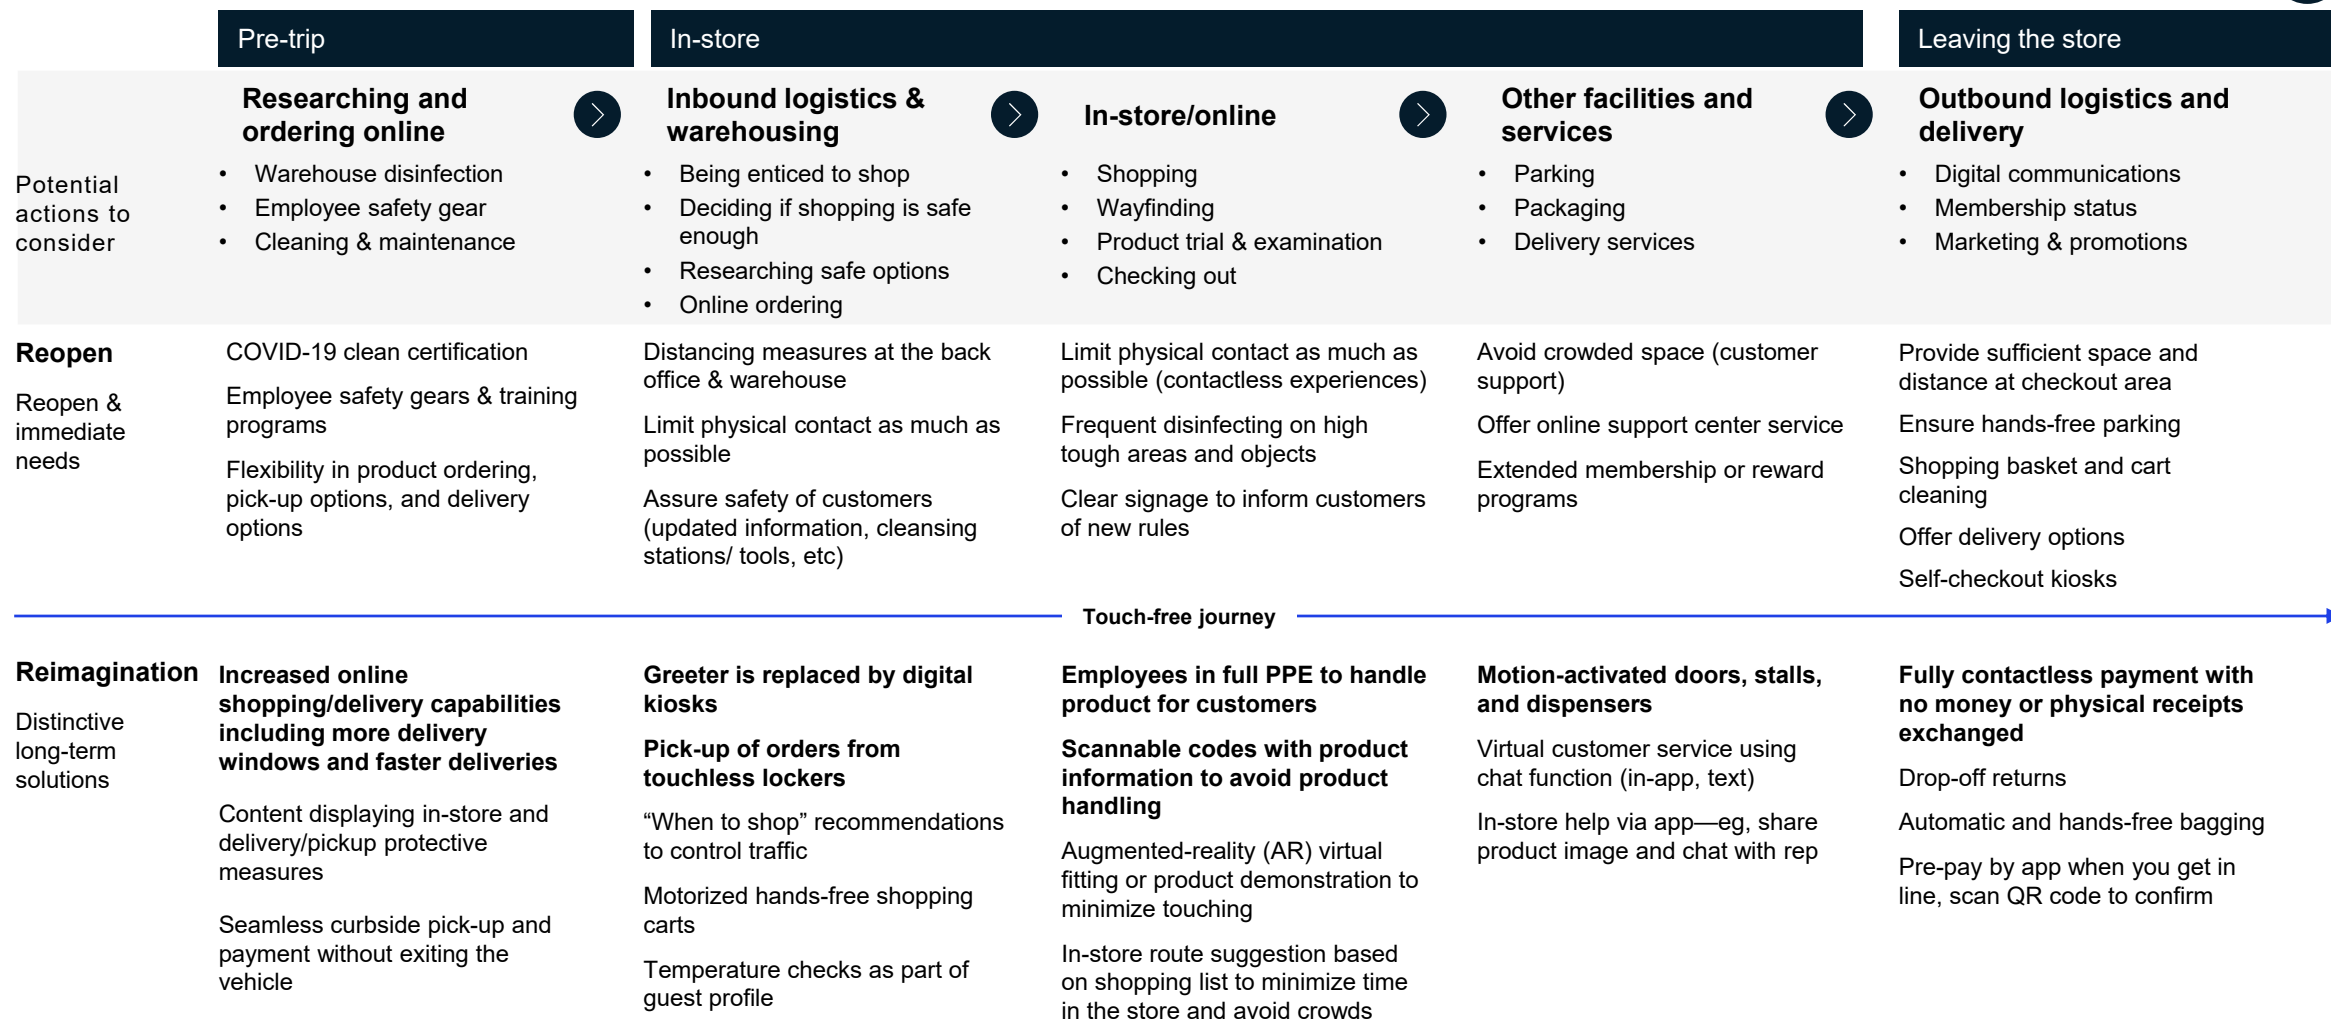 Pre-trip
In-store
Leaving the store
Researching and
ordering online
Inbound logistics &
warehousing
In-store/online
Other facilities and
services
Outbound logistics and
delivery
Potential
actions to
consider
• Warehouse disinfection
• Employee safety gear
• Cleaning & maintenance
• Being enticed to shop
• Deciding if shopping is safe
enough
• Researching safe options
• Online ordering
• Shopping
• Wayfinding
• Product trial & examination
• Checking out
• Parking
• Packaging
• Delivery services
• Digital communications
• Membership status
• Marketing & promotions
Reopen
Reopen &
immediate
needs
COVID-19 clean certification
Employee safety gears & training
programs
Flexibility in product ordering,
pick-up options, and delivery
options
Distancing measures at the back
office & warehouse
Limit physical contact as much as
possible
Assure safety of customers
(updated information, cleansing
stations/ tools, etc)
Limit physical contact as much as
possible (contactless experiences)
Frequent disinfecting on high
tough areas and objects
Clear signage to inform customers
of new rules
Avoid crowded space (customer
support)
Offer online support center service
Extended membership or reward
programs
Provide sufficient space and
distance at checkout area
Ensure hands-free parking
Shopping basket and cart
cleaning
Offer delivery options
Self-checkout kiosks
Touch-free journey
Reimagination
Distinctive
long-term
solutions
Increased online
shopping/delivery capabilities
including more delivery
windows and faster deliveries
Content displaying in-store and
delivery/pickup protective
measures
Seamless curbside pick-up and
payment without exiting the
vehicle
Greeter is replaced by digital
kiosks
Pick-up of orders from
touchless lockers
“When to shop” recommendations
to control traffic
Motorized hands-free shopping
carts
Temperature checks as part of
guest profile
Employees in full PPE to handle
product for customers
Scannable codes with product
information to avoid product
handling
Augmented-reality (AR) virtual
fitting or product demonstration to
minimize touching
In-store route suggestion based
on shopping list to minimize time
in the store and avoid crowds
Motion-activated doors, stalls,
and dispensers
Virtual customer service using
chat function (in-app, text)
In-store help via app—eg, share
product image and chat with rep
Fully contactless payment with
no money or physical receipts
exchanged
Drop-off returns
Automatic and hands-free bagging
Pre-pay by app when you get in
line, scan QR code to confirm